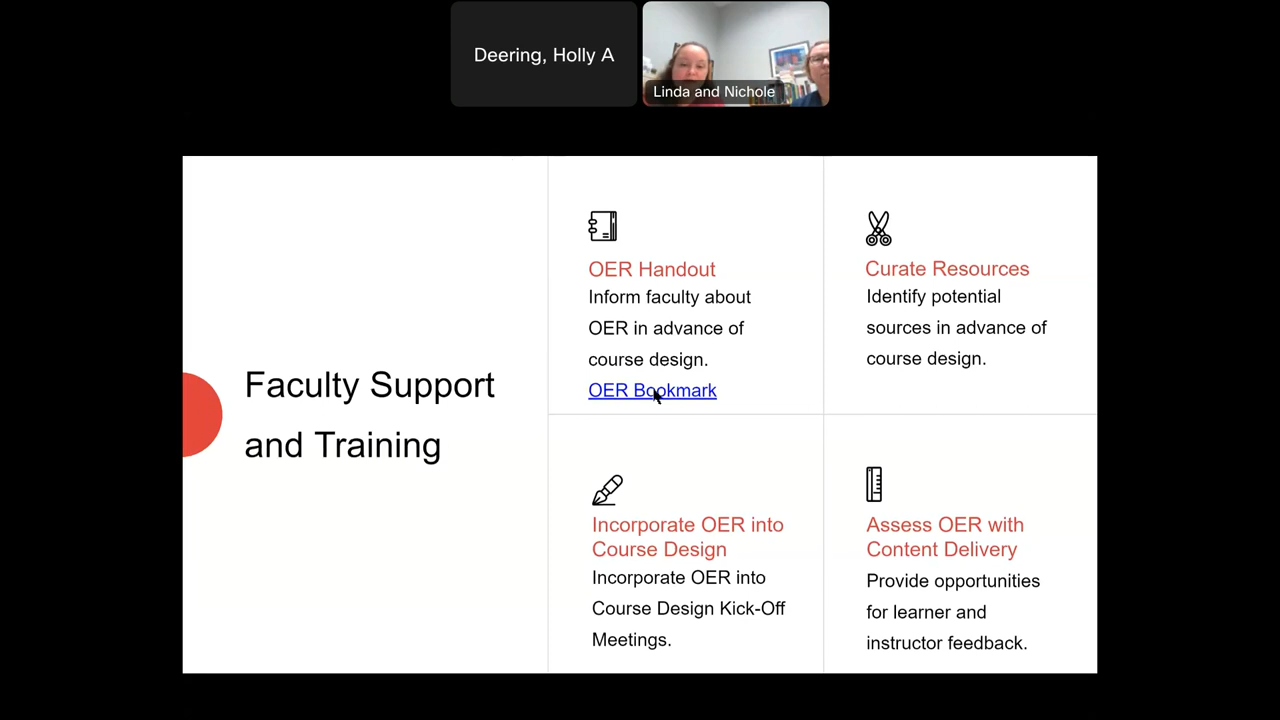 Deering, Holly A
Linda and Nichole
Faculty Support
and Training
OER Handout
Inform faculty about
OER in advance of
course design.
OER Bookmark
Curate Resources
Identify potential
sources in advance of
course design.
Incorporate OER into
Course Design
Incorporate OER into
Course Design Kick-Off
Meetings.
Assess OER with
Content Delivery
Provide opportunities
for learner and
instructor feedback.